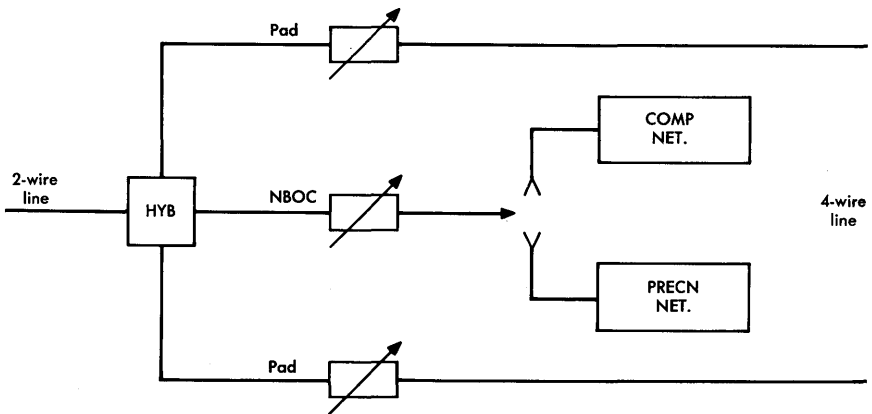 Pad
COMP
NET.
2-wire
line
HYB
NBOC
4-wire
line
PRECN
NET.
Pad